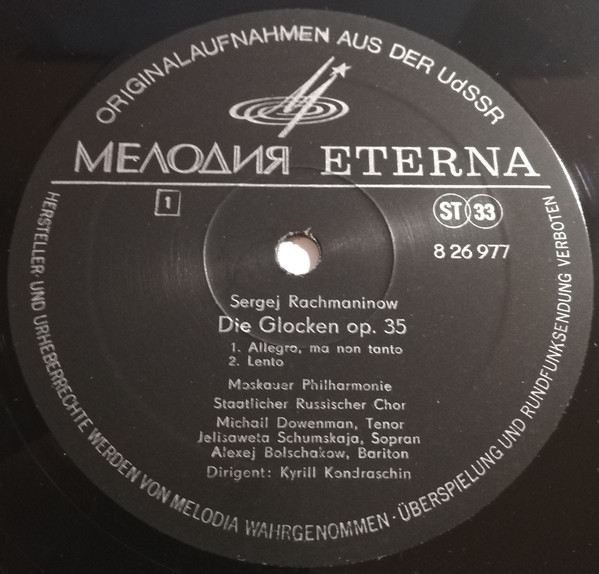 ORIGINALAUFNAHMEN AUS DER UdSSR
МЕЛОДИЯ ETERNA
1
ST 33
8 26 977
Sergej Rachmaninow
Die Glocken op. 35
1. Allegro, ma non tanto
2. Lento
Moskauer Philharmonie
Staatlicher Russischer Chor
Michail Dowenman, Tenor
Jelisaweta Schumskaja, Sopran
Alexej Bolschakow, Bariton
Dirigent: Kyrill Kondraschin
HERSTELLER- UND URHEBERRECHTE WERDEN VON MELODIA WAHRGENOMMEN · ÜBERSPIELUNG UND RUNDFUNKSENDUNG VERBOTEN